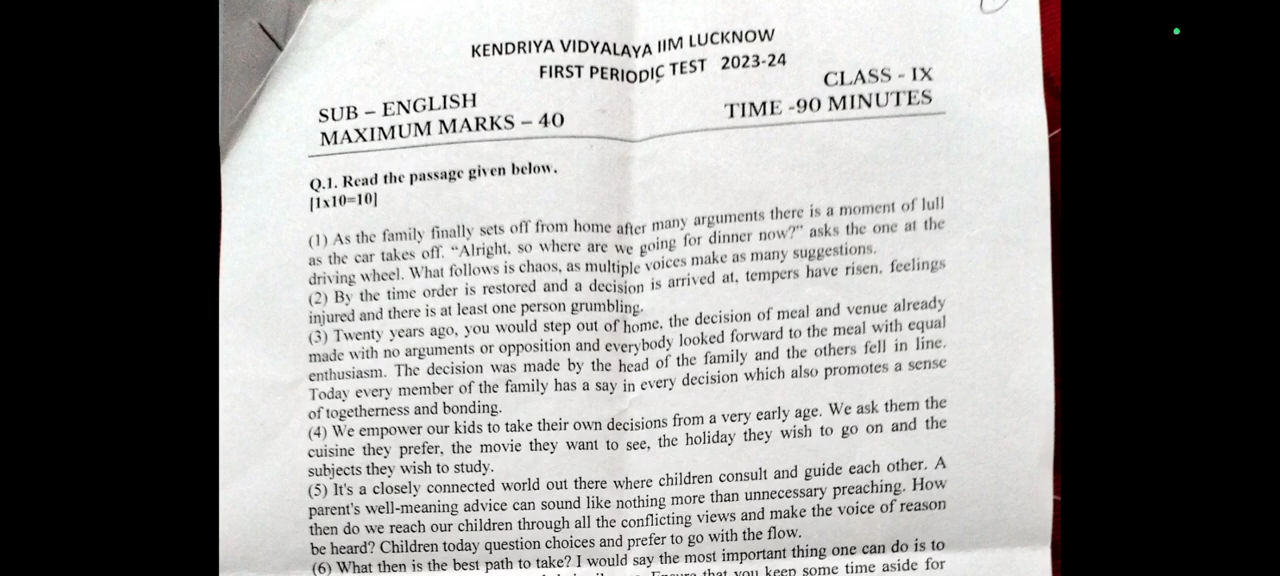 KENDRIYA VIDYALAYA IIM LUCKNOW
FIRST PERIODIC TEST 2023-24
CLASS - IX
SUB – ENGLISH
TIME -90 MINUTES
MAXIMUM MARKS – 40
Q.1. Read the passage given below.
[1x10=10]
(1) As the family finally sets off from home after many arguments there is a moment of lull
as the car takes off. “Alright, so where are we going for dinner now?” asks the one at the
driving wheel. What follows is chaos, as multiple voices make as many suggestions.
(2) By the time order is restored and a decision is arrived at, tempers have risen, feelings
injured and there is at least one person grumbling.
(3) Twenty years ago, you would step out of home, the decision of meal and venue already
made with no arguments or opposition and everybody looked forward to the meal with equal
enthusiasm. The decision was made by the head of the family and the others fell in line.
Today every member of the family has a say in every decision which also promotes a sense
of togetherness and bonding.
(4) We empower our kids to take their own decisions from a very early age. We ask them the
cuisine they prefer, the movie they want to see, the holiday they wish to go on and the
subjects they wish to study.
(5) It's a closely connected world out there where children consult and guide each other. A
parent's well-meaning advice can sound like nothing more than unnecessary preaching. How
then do we reach our children through all the conflicting views and make the voice of reason
be heard? Children today question choices and prefer to go with the flow.
(6) What then is the best path to take? I would say the most important thing one can do is to
that you keep some time aside for